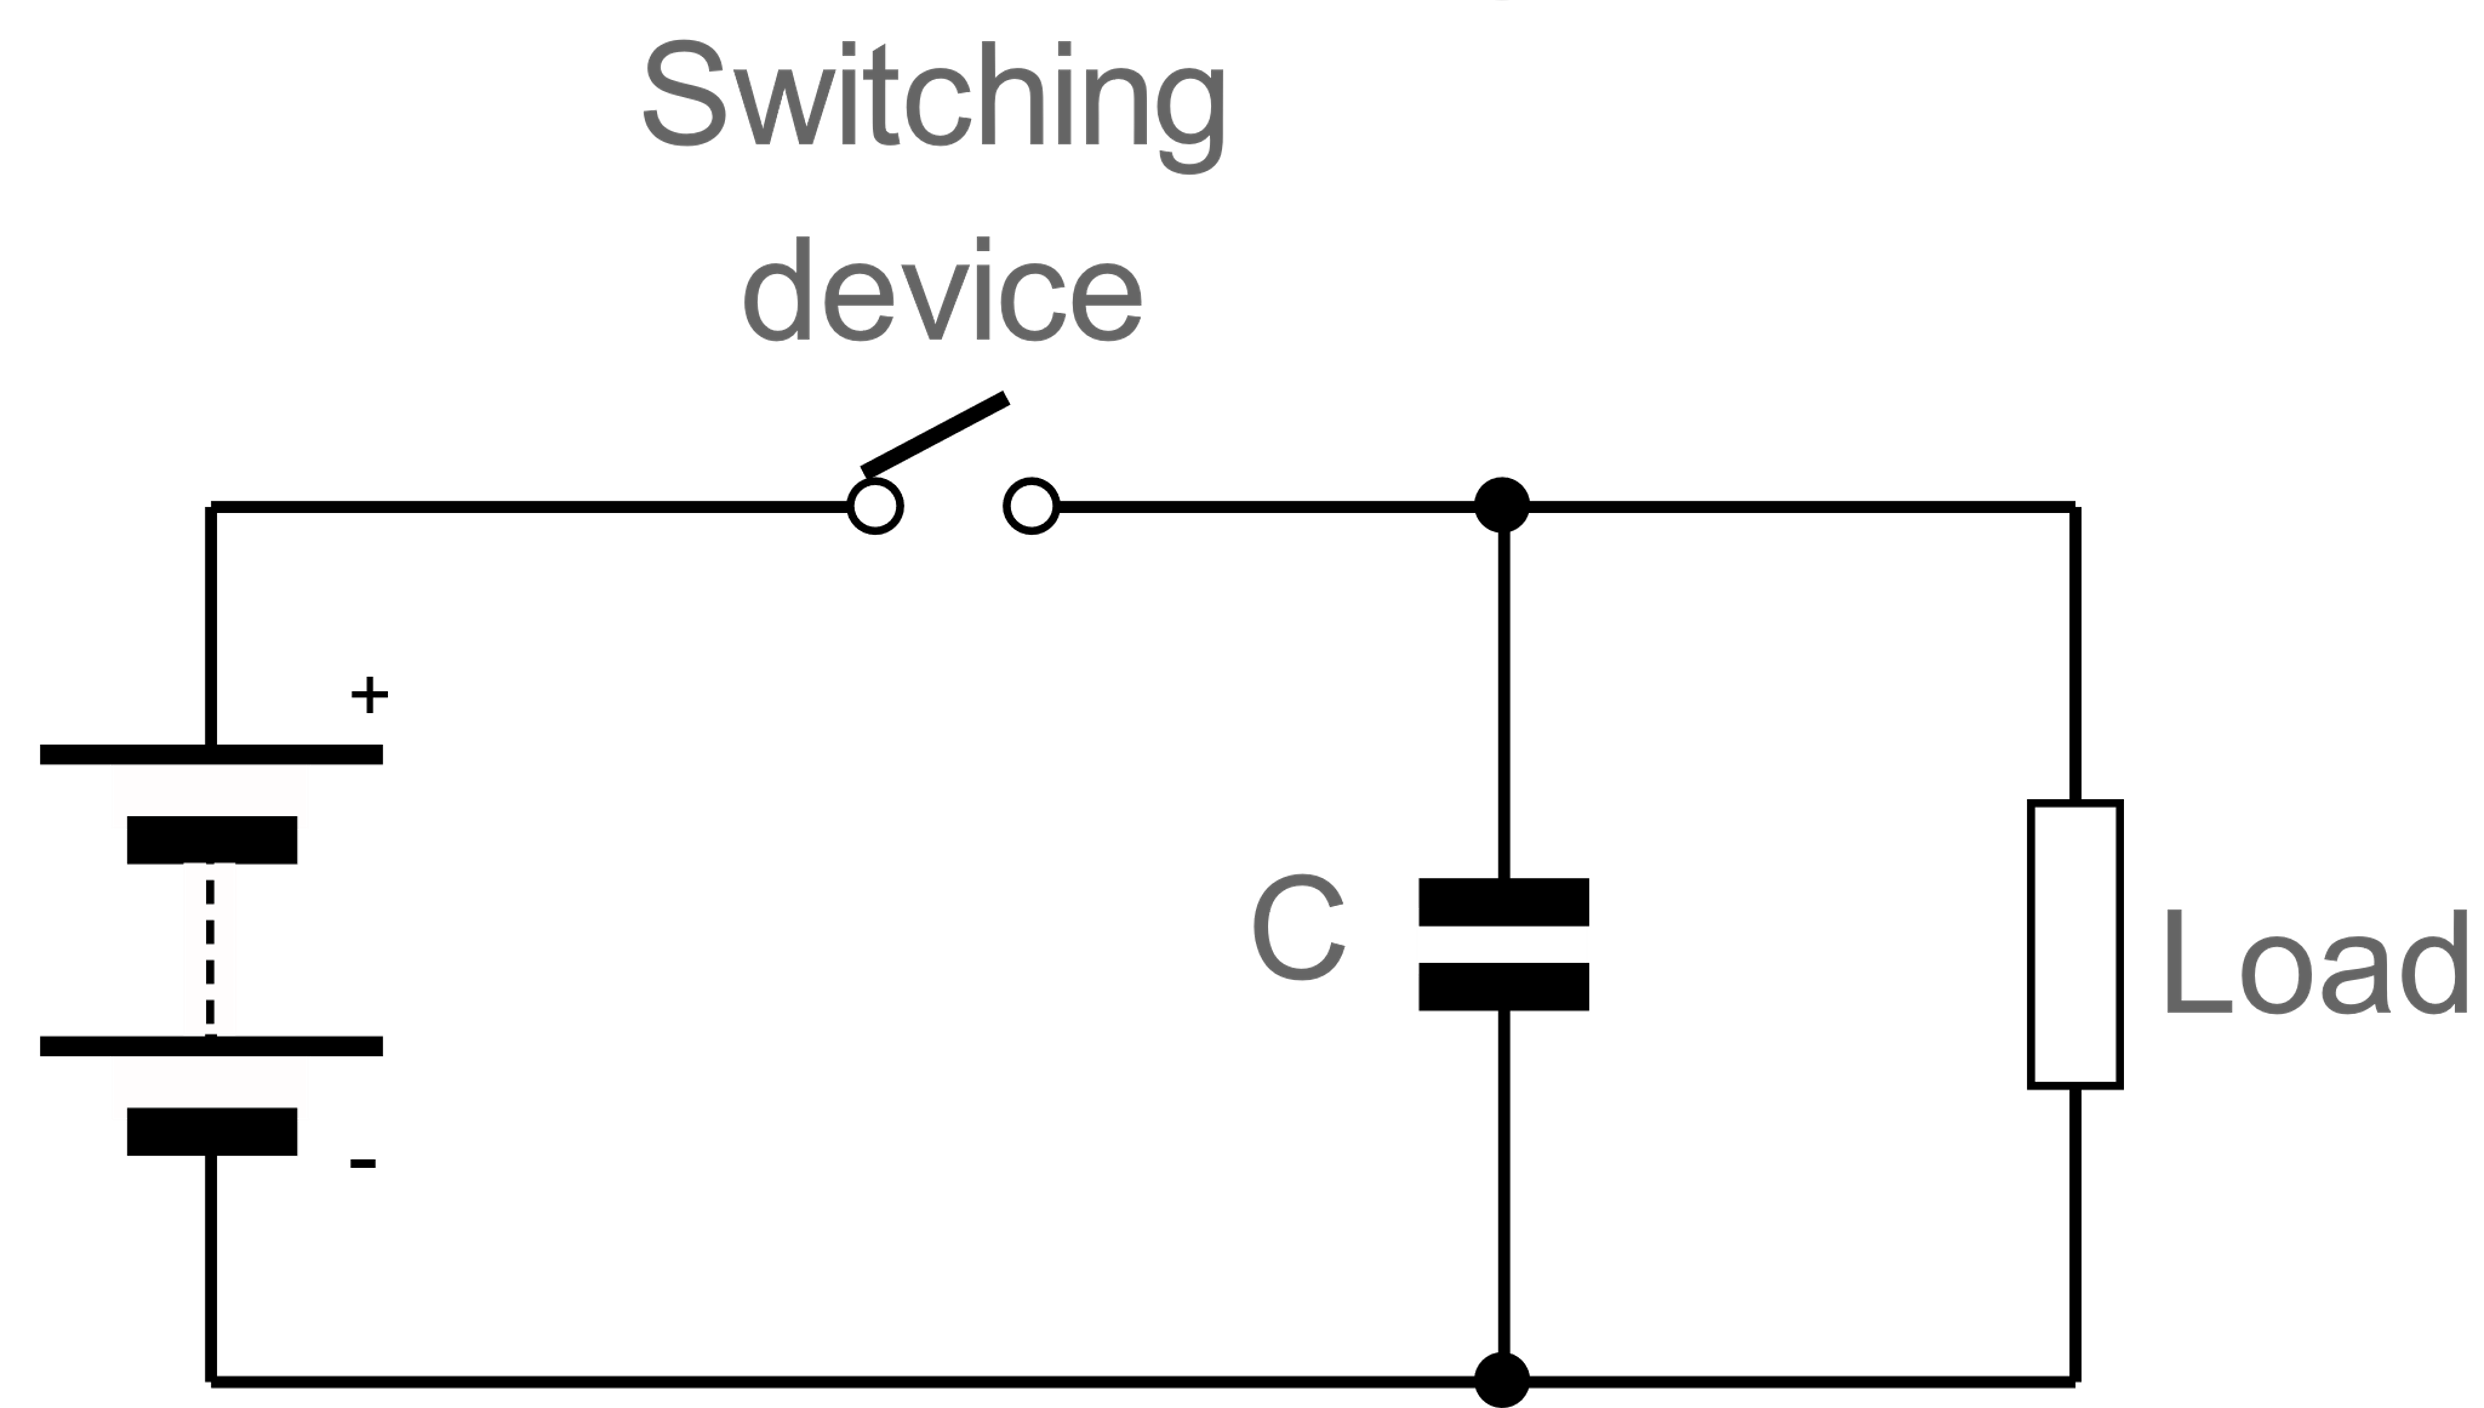 Switching
device
+
C
Load
-